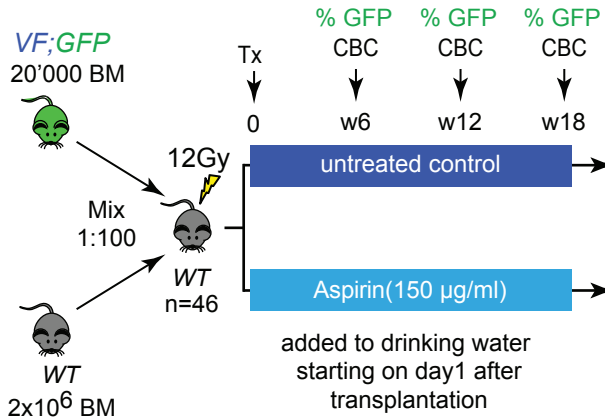 VF;GFP
20'000 BM
Mix
1:100
WT
2x10⁶ BM
12Gy
WT
n=46
% GFP % GFP % GFP
Tx CBC CBC CBC
0 w6 w12 w18
untreated control
Aspirin(150 µg/ml)
added to drinking water
starting on day1 after
transplantation